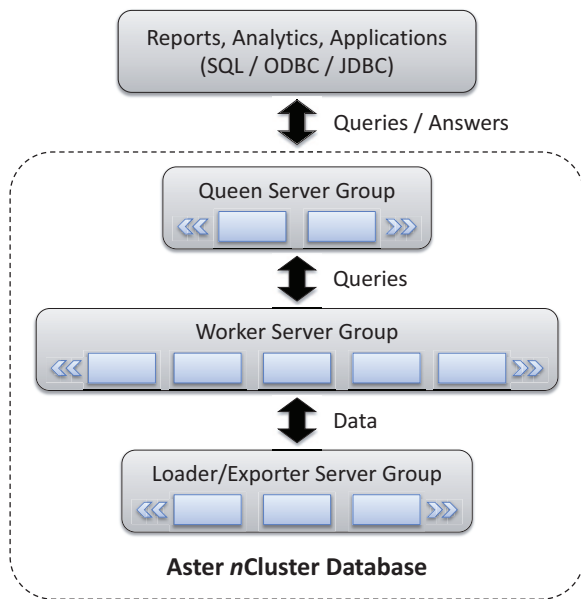 Reports, Analytics, Applications
(SQL / ODBC / JDBC)
Queries / Answers
Queen Server Group
Queries
Worker Server Group
Data
Loader/Exporter Server Group
Aster nCluster Database